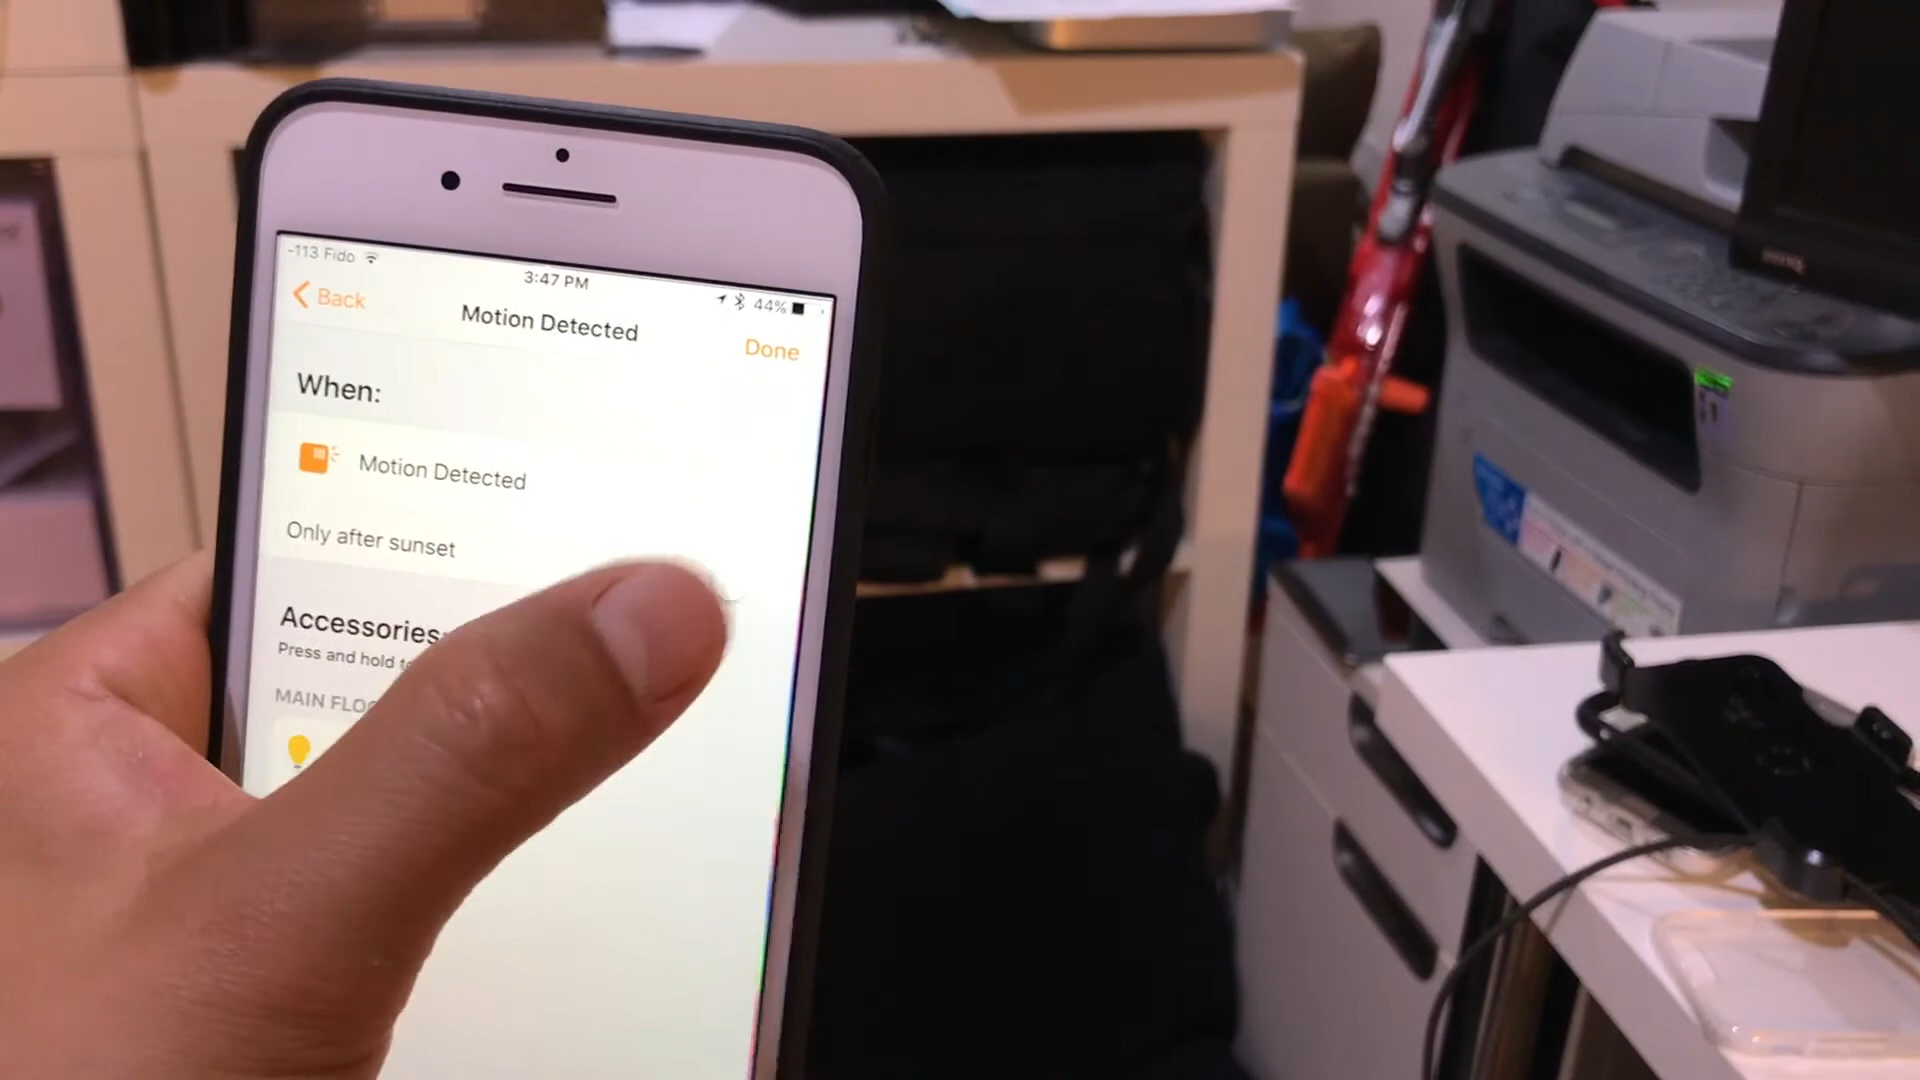 -113 Fido
3:47 PM
44%
Back
Motion Detected
Done
When:
Motion Detected
Only after sunset
Accessories
Press and hold
MAIN